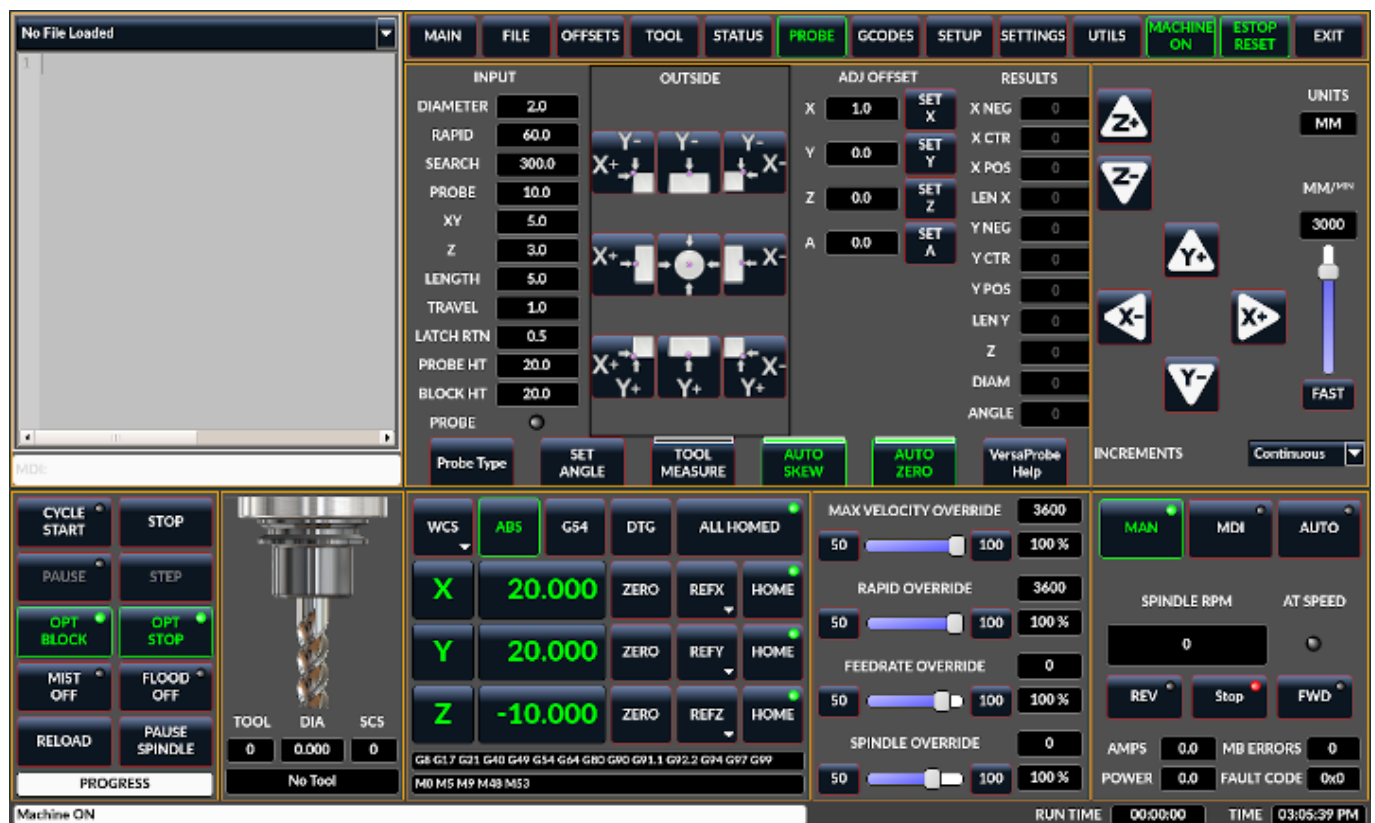 No File Loaded
MAIN FILE OFFSETS TOOL STATUS PROBE GCODES SETUP SETTINGS UTILS MACHINE ON ESTOP RESET EXIT
1
INPUT
DIAMETER 2.0
RAPID 60.0
SEARCH 300.0
PROBE 10.0
XY 5.0
Z 3.0
LENGTH 5.0
TRAVEL 1.0
LATCH RTN 0.5
PROBE HT 20.0
BLOCK HT 20.0
PROBE
OUTSIDE
Y- Y- Y-
X+ X-
X+ X-
X+ X-
Y+ Y+ Y+
ADJ OFFSET
X 1.0 SET X
Y 0.0 SET Y
Z 0.0 SET Z
A 0.0 SET A
RESULTS
X NEG 0
X CTR 0
X POS 0
LEN X 0
Y NEG 0
Y CTR 0
Y POS 0
LEN Y 0
Z 0
DIAM 0
ANGLE 0
Probe Type
SET ANGLE
TOOL MEASURE
AUTO SKEW
AUTO ZERO
VersaProbe Help
Z+
Z-
Y+
X- X+
Y-
UNITS
MM
MM/MIN
3000
FAST
INCREMENTS Continuous
MDI:
CYCLE START STOP
PAUSE STEP
OPT BLOCK OPT STOP
MIST OFF FLOOD OFF
RELOAD PAUSE SPINDLE
PROGRESS
TOOL DIA SCS
0 0.000 0
No Tool
WCS ABS G54 DTG ALL HOMED
X 20.000 ZERO REFX HOME
Y 20.000 ZERO REFY HOME
Z -10.000 ZERO REFZ HOME
G8 G17 G21 G40 G49 G54 G64 G80 G90 G91.1 G92.2 G94 G97 G99
M0 M5 M9 M48 M53
MAX VELOCITY OVERRIDE 3600
50 100 100 %
RAPID OVERRIDE 3600
50 100 100 %
FEEDRATE OVERRIDE 0
50 100 100 %
SPINDLE OVERRIDE 0
50 100 100 %
MAN MDI AUTO
SPINDLE RPM AT SPEED
0
REV Stop FWD
AMPS 0.0 MB ERRORS 0
POWER 0.0 FAULT CODE 0x0
Machine ON
RUN TIME 00:00:00 TIME 03:05:39 PM